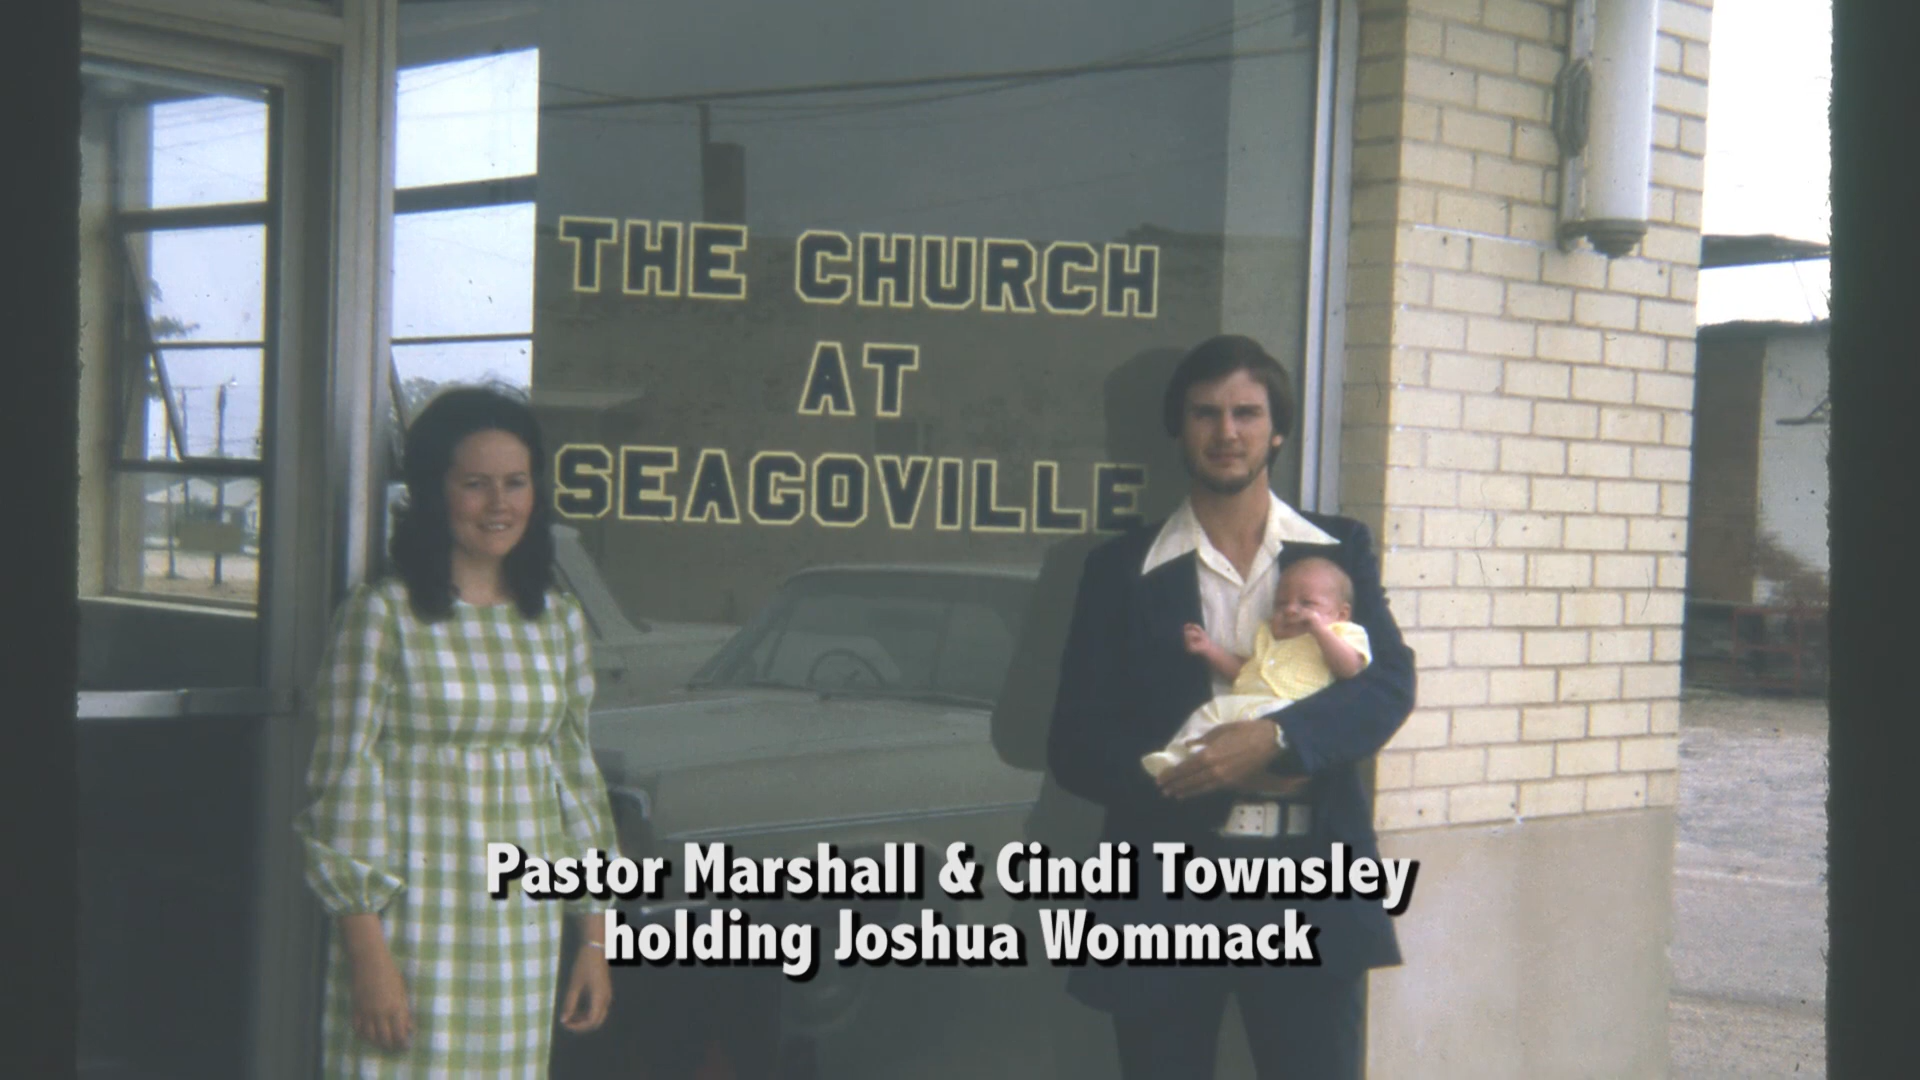 THE CHURCH
AT
SEAGOVILLE
Pastor Marshall & Cindi Townsley
holding Joshua Wommack